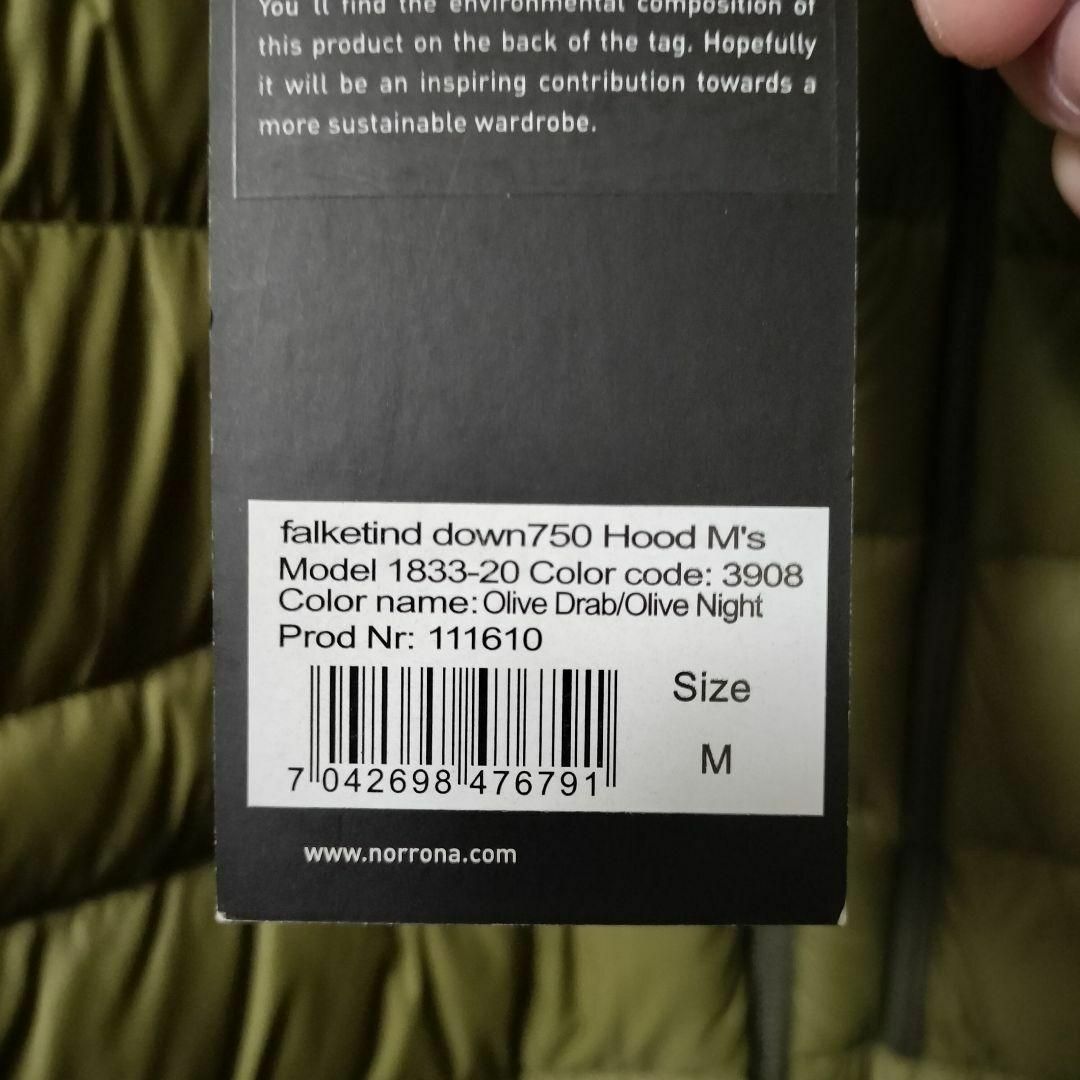 You ll find the environmental composition of
this product on the back of the tag. Hopefully
it will be an inspiring contribution towards a
more sustainable wardrobe.
falketind down750 Hood M's
Model 1833-20 Color code: 3908
Color name: Olive Drab/Olive Night
Prod Nr: 111610
Size
M
7 042698 476791
www.norrona.com